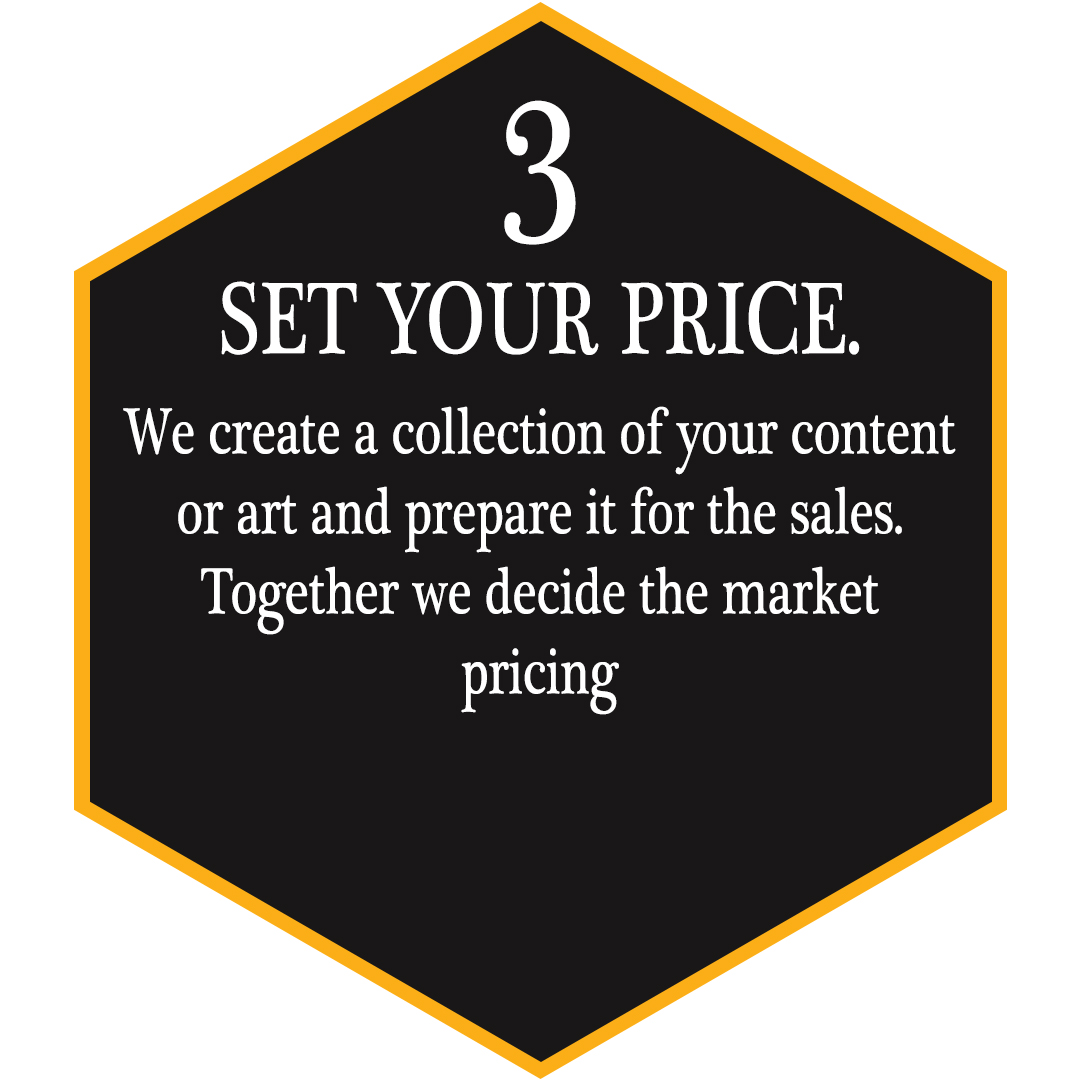 3
SET YOUR PRICE.
We create a collection of your content
or art and prepare it for the sales.
Together we decide the market
pricing